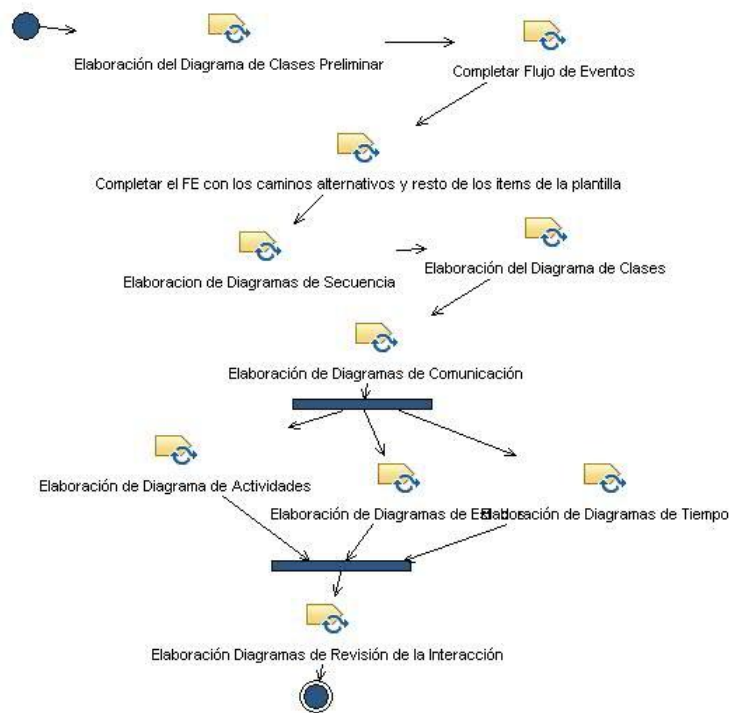 Elaboración del Diagrama de Clases Preliminar
Completar Flujo de Eventos
Completar el FE con los caminos alternativos y resto de los items de la plantilla
Elaboracion de Diagramas de Secuencia
Elaboración del Diagrama de Clases
Elaboración de Diagramas de Comunicación
Elaboración de Diagrama de Actividades
Elaboración de Diagramas de
Elaboración de Diagramas de Tiempo
Elaboración Diagramas de Revisión de la Interacción